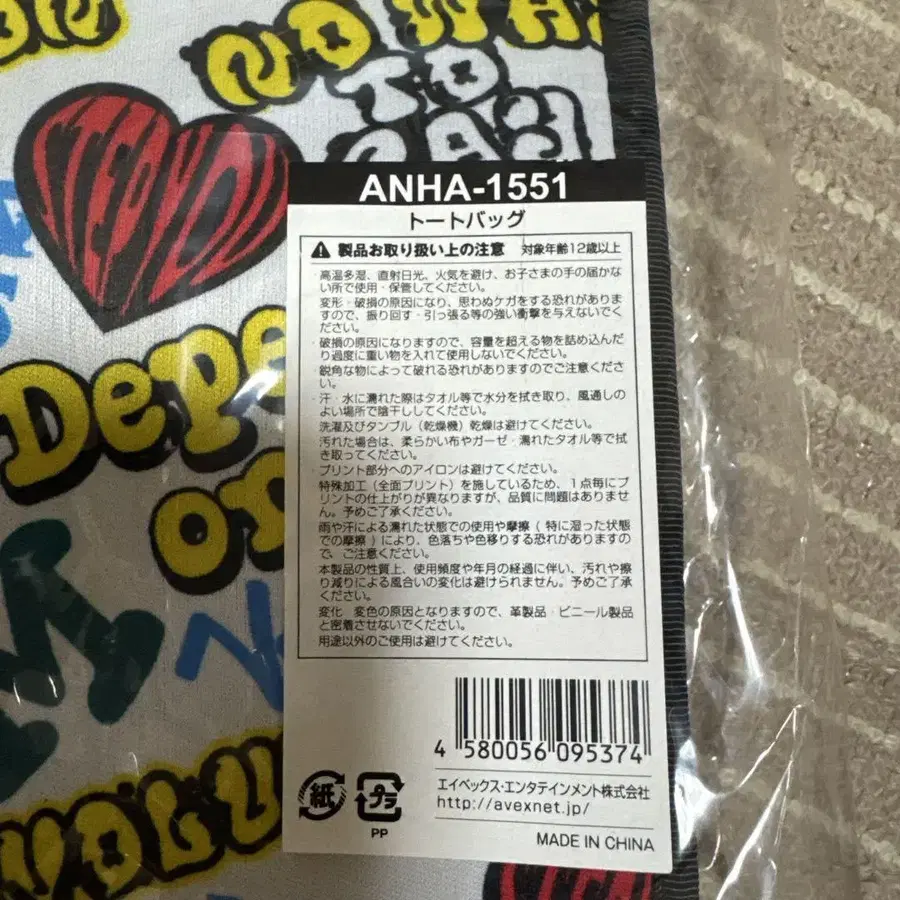 NO WA
TO
SAY
STEP YOU
ANHA-1551
トートバッグ
製品お取り扱い上の注意 対象年齢12歳以上
・高温多湿、直射日光、火気を避け、お子さまの手の届かな
い所で使用・保管してください。
・変形・破損の原因になり、思わぬケガをする恐れがありま
すので、振り回す・引っ張る等の強い衝撃を与えないでくだ
さい。
・破損の原因になりますので、容量を超える物を詰め込んだ
り過度に重い物を入れて使用しないでください。
・鋭角な物によって破れる恐れがありますのでご注意くださ
い。
・汗・水に濡れた際はタオル等で水分を拭き取り、風通しの
よい場所で陰干ししてください。
・洗濯及びタンブル（乾燥機）乾燥は避けてください。
・汚れた場合は、柔らかい布やガーゼ・濡れたタオル等で拭
き取ってください。
・プリント部分へのアイロンは避けてください。
・特殊加工（全面プリント）を施しているため、1点毎にプ
リントの仕上がりが異なりますが、品質に問題はありませ
ん。予めご了承ください。
・雨や汗による濡れた状態での使用や摩擦（特に湿った状態
での摩擦）により、色落ちや色移りする恐れがありますの
で、ご注意ください。
・本製品の性質上、使用頻度や年月の経過に伴い、汚れや擦
り減りによる風合いの変化は避けられません。予めご了承く
ださい。
・変化・変色の原因となりますので、革製品・ビニール製品
と密着させないでください。
・用途以外のご使用は避けてください。
Depe
on
4 580056 095374
紙 プラ
PP
エイベックス・エンタテインメント株式会社
http://avexnet.jp/
MADE IN CHINA